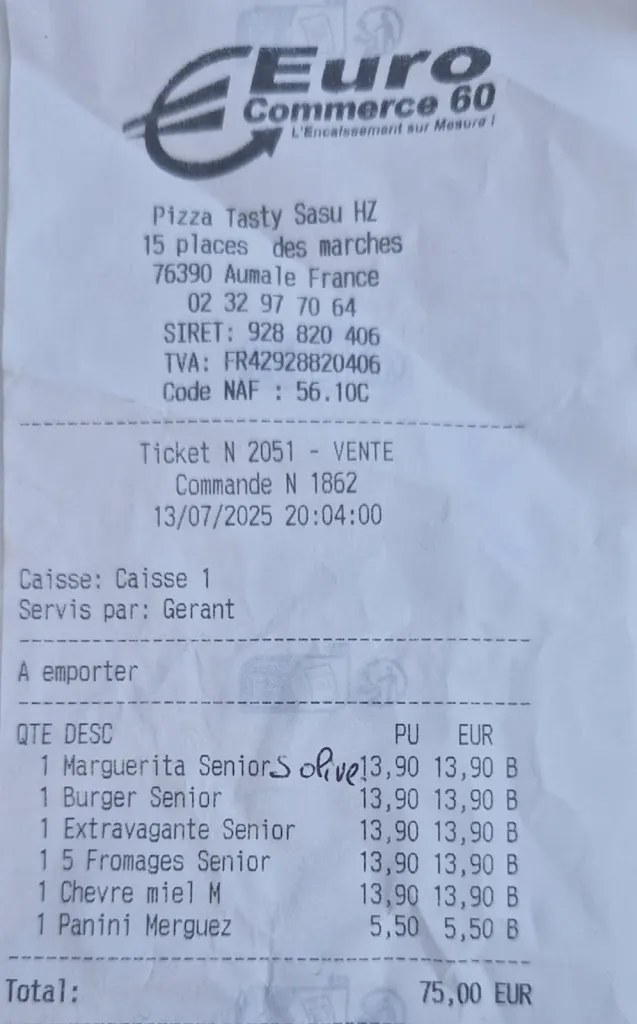 Euro
Commerce 60
L'Encaissement sur Mesure !
Pizza Tasty Sasu HZ
15 places des marches
76390 Aumale France
02 32 97 70 64
SIRET: 928 820 406
TVA: FR42928820406
Code NAF : 56.10C
Ticket N 2051 - VENTE
Commande N 1862
13/07/2025 20:04:00
Caisse: Caisse 1
Servis par: Gerant
A emporter
QTE DESC PU EUR
1 Marguerita Senior S olive 13,90 13,90 B
1 Burger Senior 13,90 13,90 B
1 Extravagante Senior 13,90 13,90 B
1 5 Fromages Senior 13,90 13,90 B
1 Chevre miel M 13,90 13,90 B
1 Panini Merguez 5,50 5,50 B
Total: 75,00 EUR